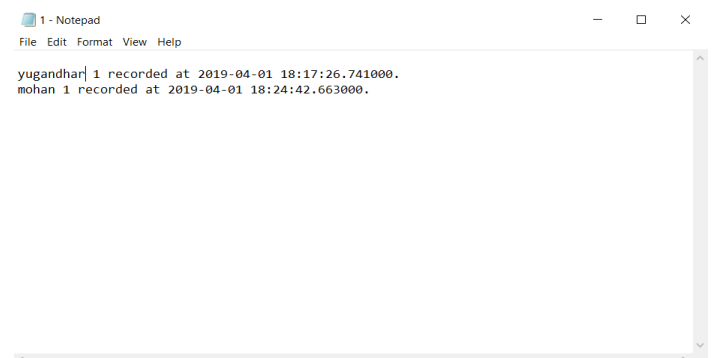 1 - Notepad
File Edit Format View Help
yugandhar 1 recorded at 2019-04-01 18:17:26.741000.
mohan 1 recorded at 2019-04-01 18:24:42.663000.